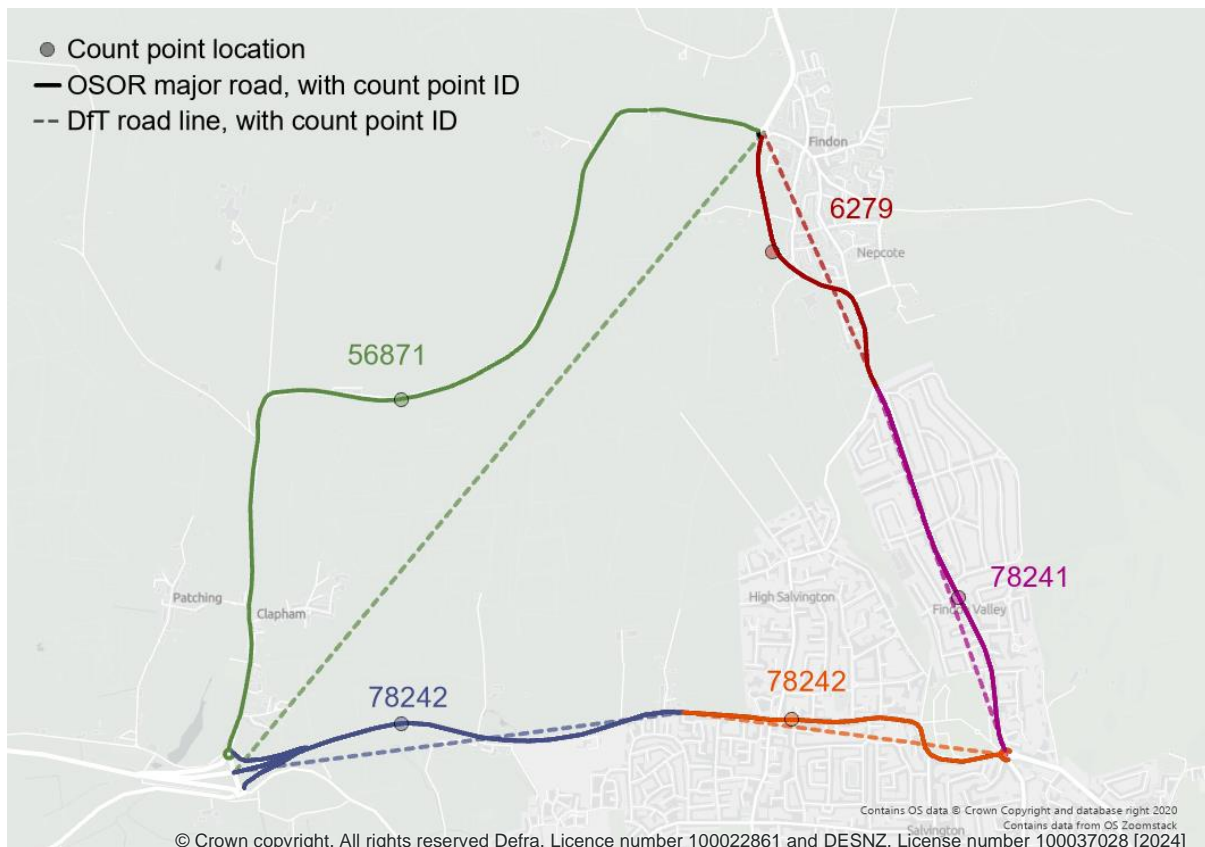 Count point location
OSOR major road, with count point ID
DfT road line, with count point ID
Findon
6279
Nepcote
56871
78241
High Salvington
Findon Valley
Patching
Clapham
78242
78242
Contains OS data © Crown Copyright and database right 2020
Contains data from OS Zoomstack
Salvington
© Crown copyright. All rights reserved Defra, Licence number 100022861 and DESNZ, License number 100037028 [2024]